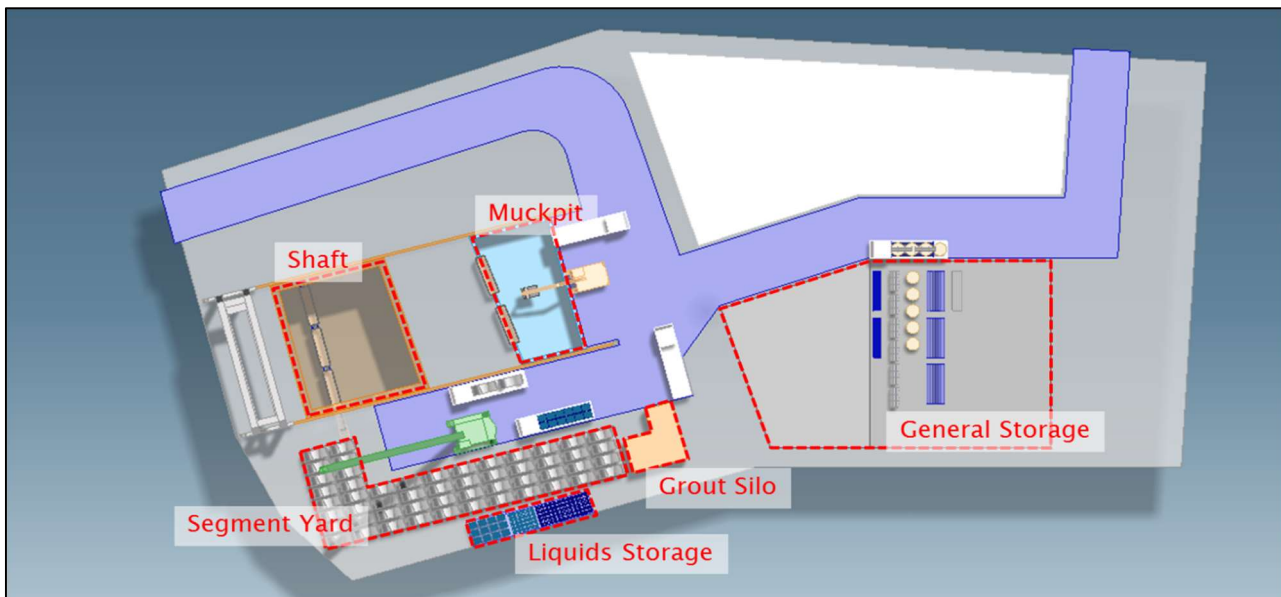 Muckpit
Shaft
General Storage
Grout Silo
Segment Yard
Liquids Storage